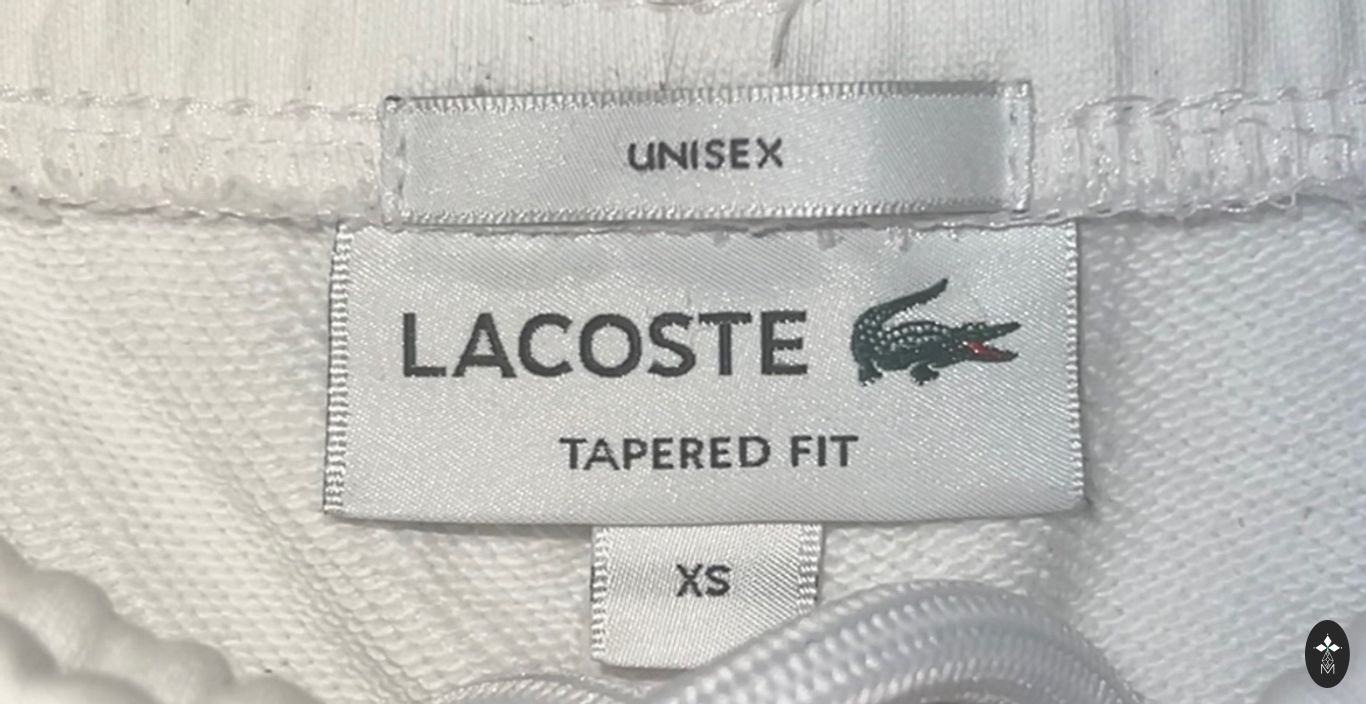 UNISEX
LACOSTE
TAPERED FIT
XS
M